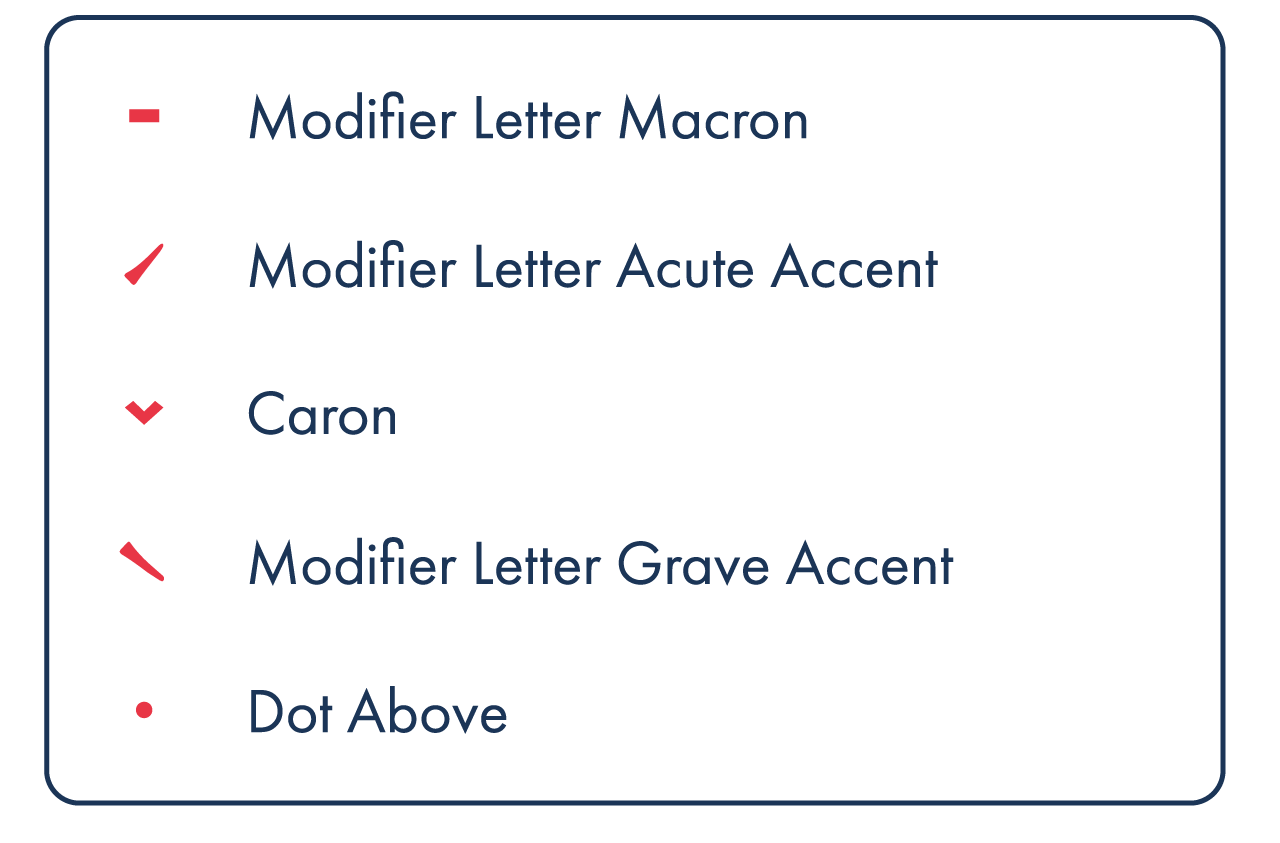 ˉ Modifier Letter Macron
ˊ Modifier Letter Acute Accent
ˇ Caron
ˋ Modifier Letter Grave Accent
˙ Dot Above